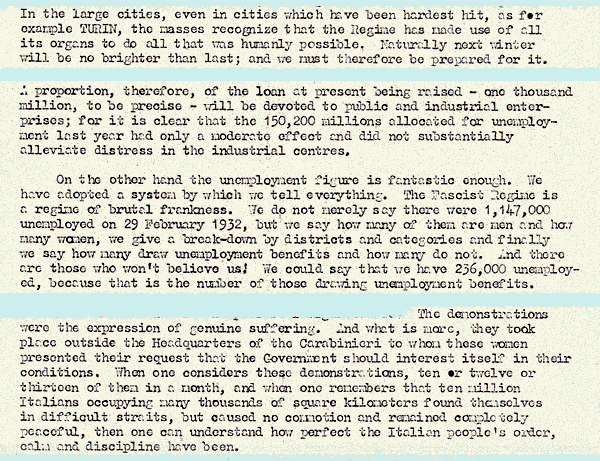 In the large cities, even in cities which have been hardest hit, as for
example TURIN, the masses recognize that the Regime has made use of all
its organs to do all that was humanly possible. Naturally next winter
will be no brighter than last; and we must therefore be prepared for it.
A proportion, therefore, of the loan at present being raised - one thousand
million, to be precise - will be devoted to public and industrial enter-
prises; for it is clear that the 150,200 millions allocated for unemploy-
ment last year had only a moderate effect and did not substantially
alleviate distress in the industrial centres.
On the other hand the unemployment figure is fantastic enough. We
have adopted a system by which we tell everything. The Fascist Regime is
a regime of brutal frankness. We do not merely say there were 1,147,000
unemployed on 29 February 1932, but we say how many of them are men and how
many women, we give a break-down by districts and categories and finally
we say how many draw unemployment benefits and how many do not. And there
are those who won't believe us! We could say that we have 236,000 unemploy-
ed, because that is the number of those drawing unemployment benefits.
The demonstrations
were the expression of genuine suffering. And what is more, they took
place outside the Headquarters of the Carabinieri to whom these women
presented their request that the Government should interest itself in their
conditions. When one considers these demonstrations, ten or twelve or
thirteen of them in a month, and when one remembers that ten million
Italians occupying many thousands of square kilometers found themselves
in difficult straits, but caused no commotion and remained completely
peaceful, then one can understand how perfect the Italian people's order,
calm and discipline have been.